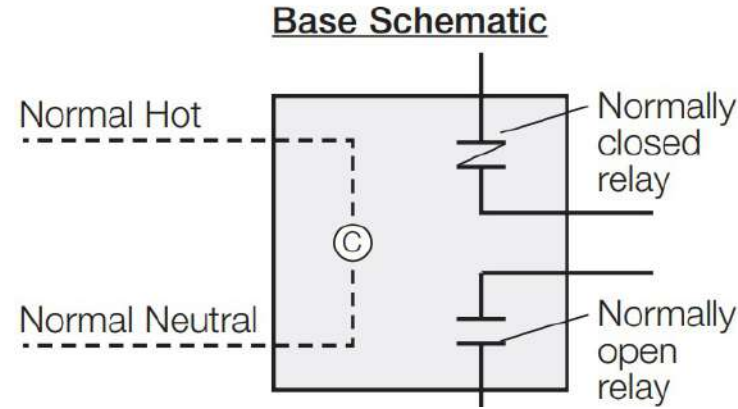 Base Schematic
Normal Hot
Normally
closed
relay
C
Normal Neutral
Normally
open
relay